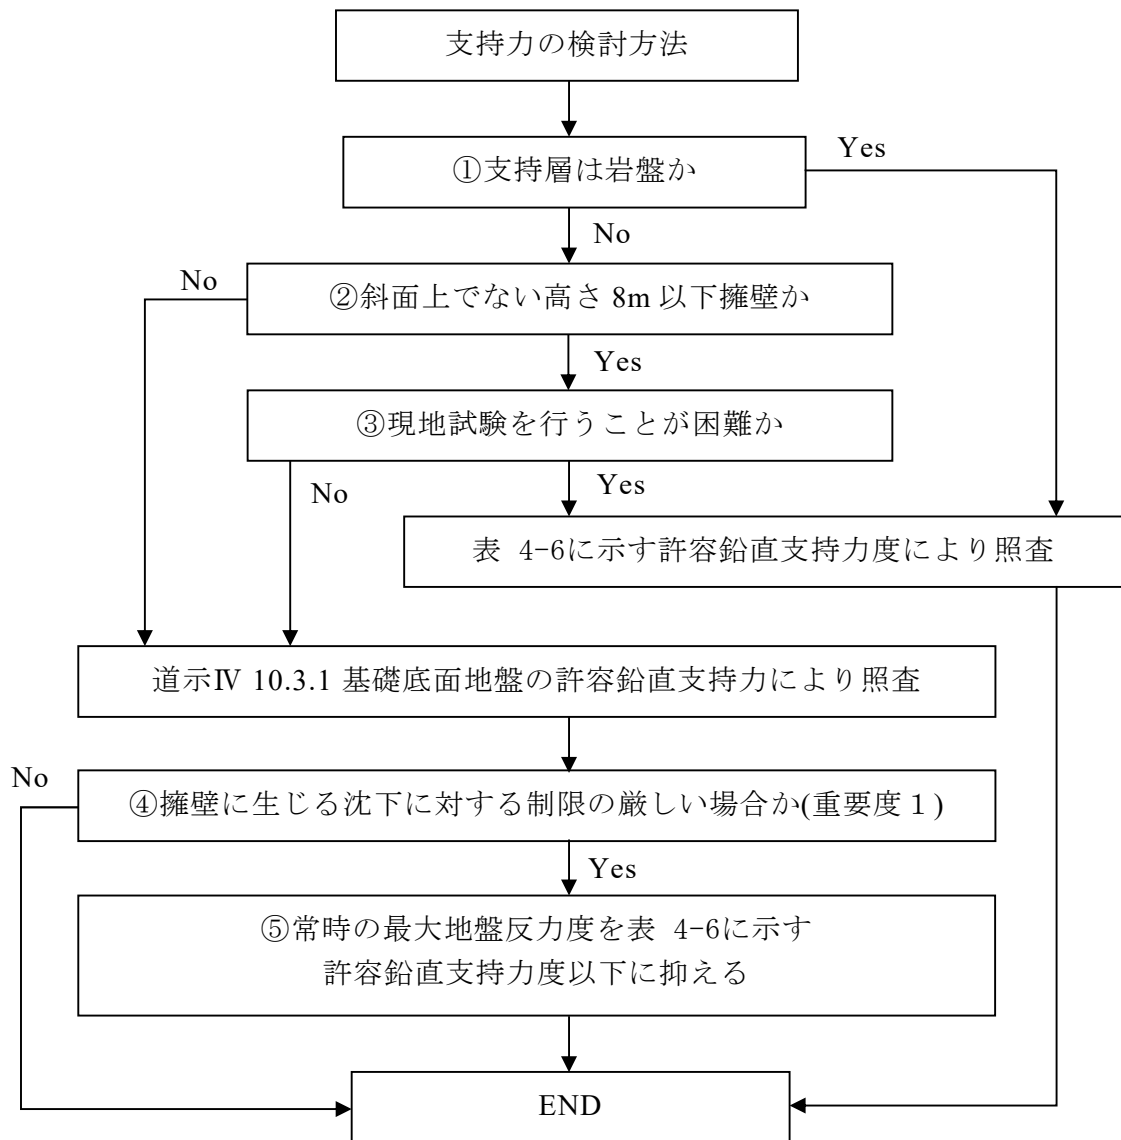 支持力の検討方法
①支持層は岩盤か
Yes
No
②斜面上でない高さ 8m 以下擁壁か
No
Yes
③現地試験を行うことが困難か
No
Yes
表 4-6に示す許容鉛直支持力度により照査
道示Ⅳ 10.3.1 基礎底面地盤の許容鉛直支持力により照査
No
④擁壁に生じる沈下に対する制限の厳しい場合か(重要度１)
Yes
⑤常時の最大地盤反力度を表 4-6に示す
許容鉛直支持力度以下に抑える
END